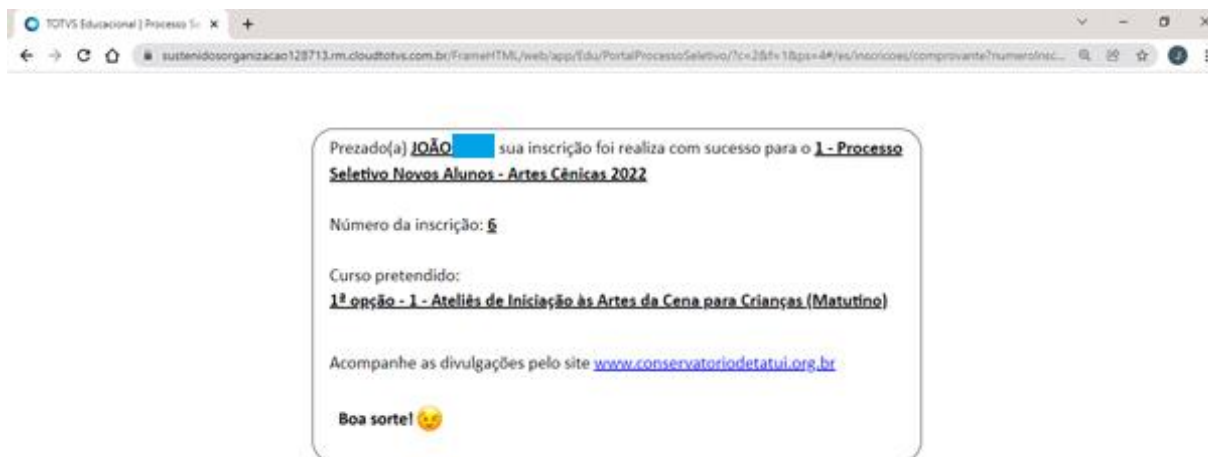 TOTVS Educacional | Processo Se
sustenidosorganizacao128713.rm.cloudtotvs.com.br/FrameHTML/web/app/Edu/PortalProcessoSeletivo/?c=2&f=1&ps=4#/es/inscricoes/comprovante?numeroInsc...
J
Prezado(a) JOÃO sua inscrição foi realiza com sucesso para o 1 - Processo
Seletivo Novos Alunos - Artes Cênicas 2022
Número da inscrição: 6
Curso pretendido:
1ª opção - 1 - Ateliês de Iniciação às Artes da Cena para Crianças (Matutino)
Acompanhe as divulgações pelo site www.conservatoriodetatui.org.br
Boa sorte! 😉